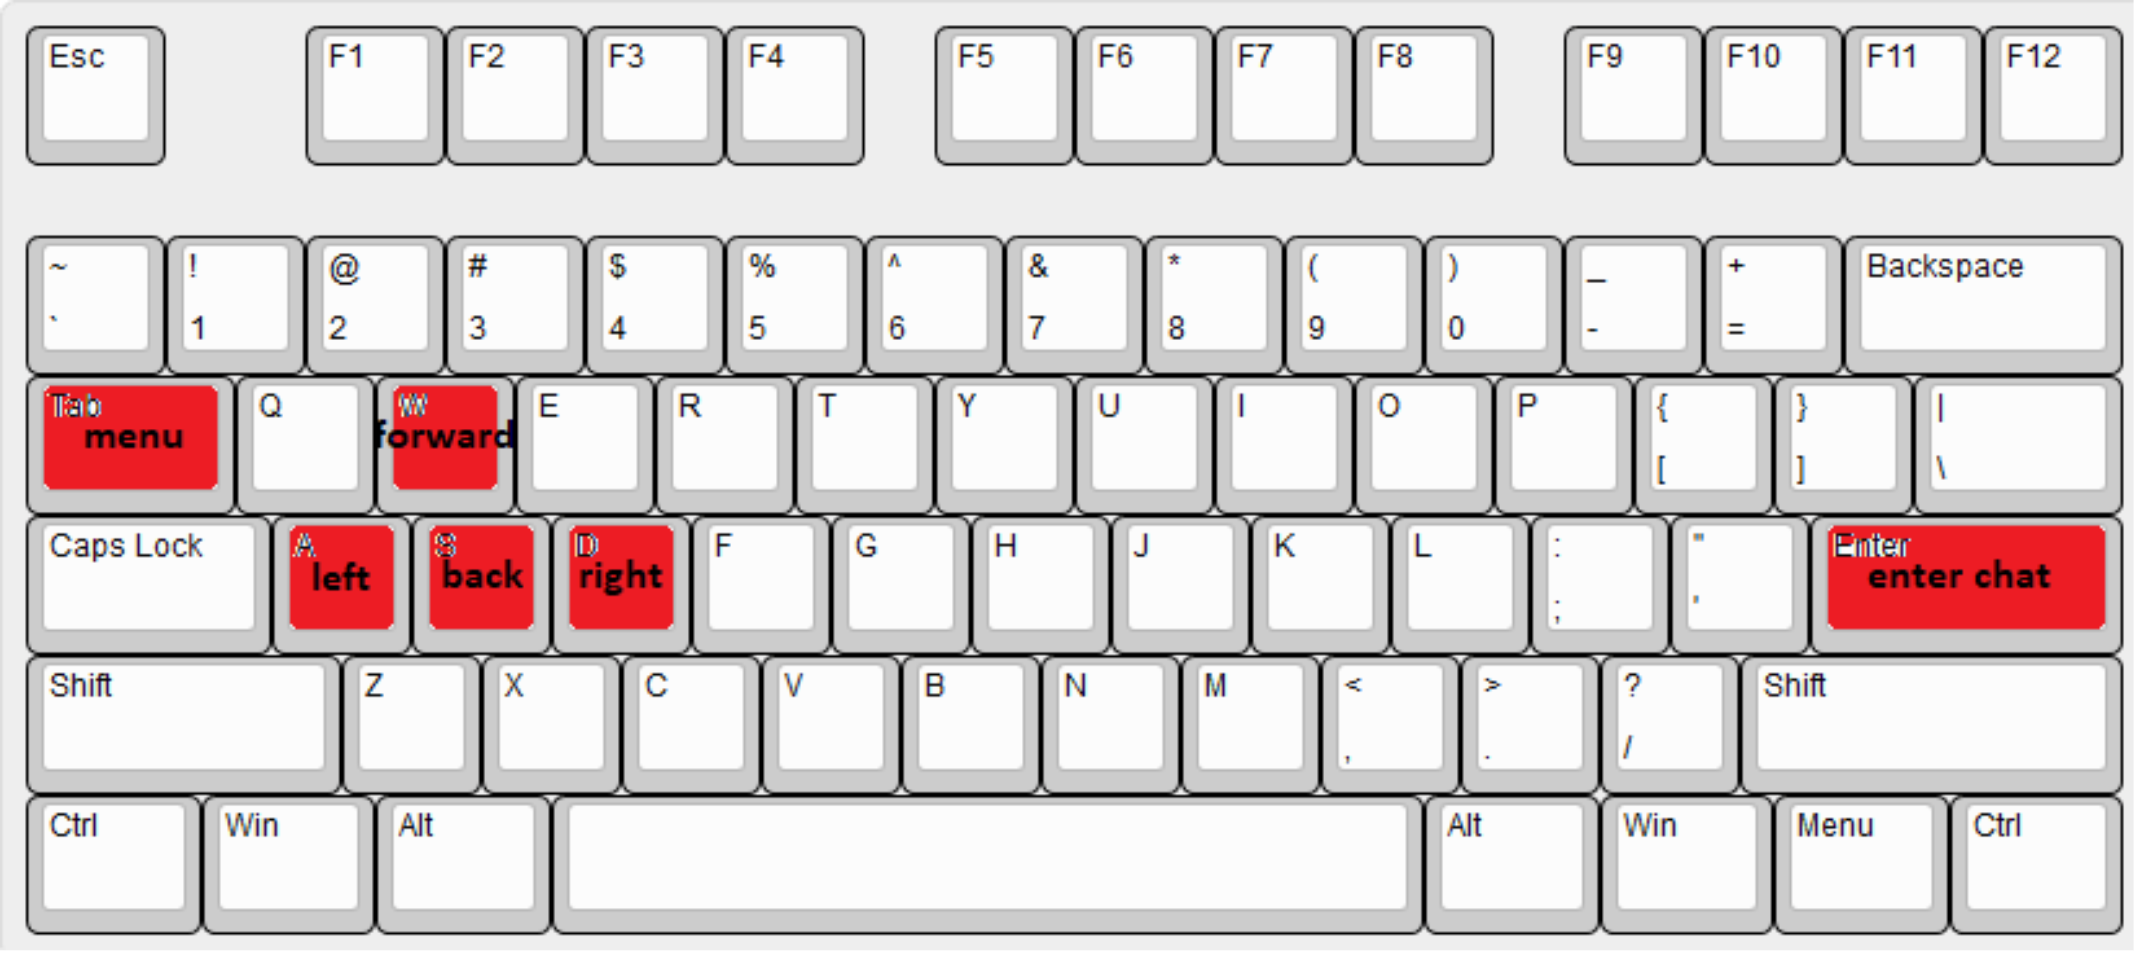 Esc F1 F2 F3 F4 F5 F6 F7 F8 F9 F10 F11 F12
~ ! @ # $ % ^ & * ( ) _ + Backspace
` 1 2 3 4 5 6 7 8 9 0 - =
Tab Q W E R T Y U I O P { } |
menu forward
[ ] \
Caps Lock A S D F G H J K L : " Enter
left back right enter chat
; '
Shift Z X C V B N M < > ? Shift
, . /
Ctrl Win Alt Alt Win Menu Ctrl